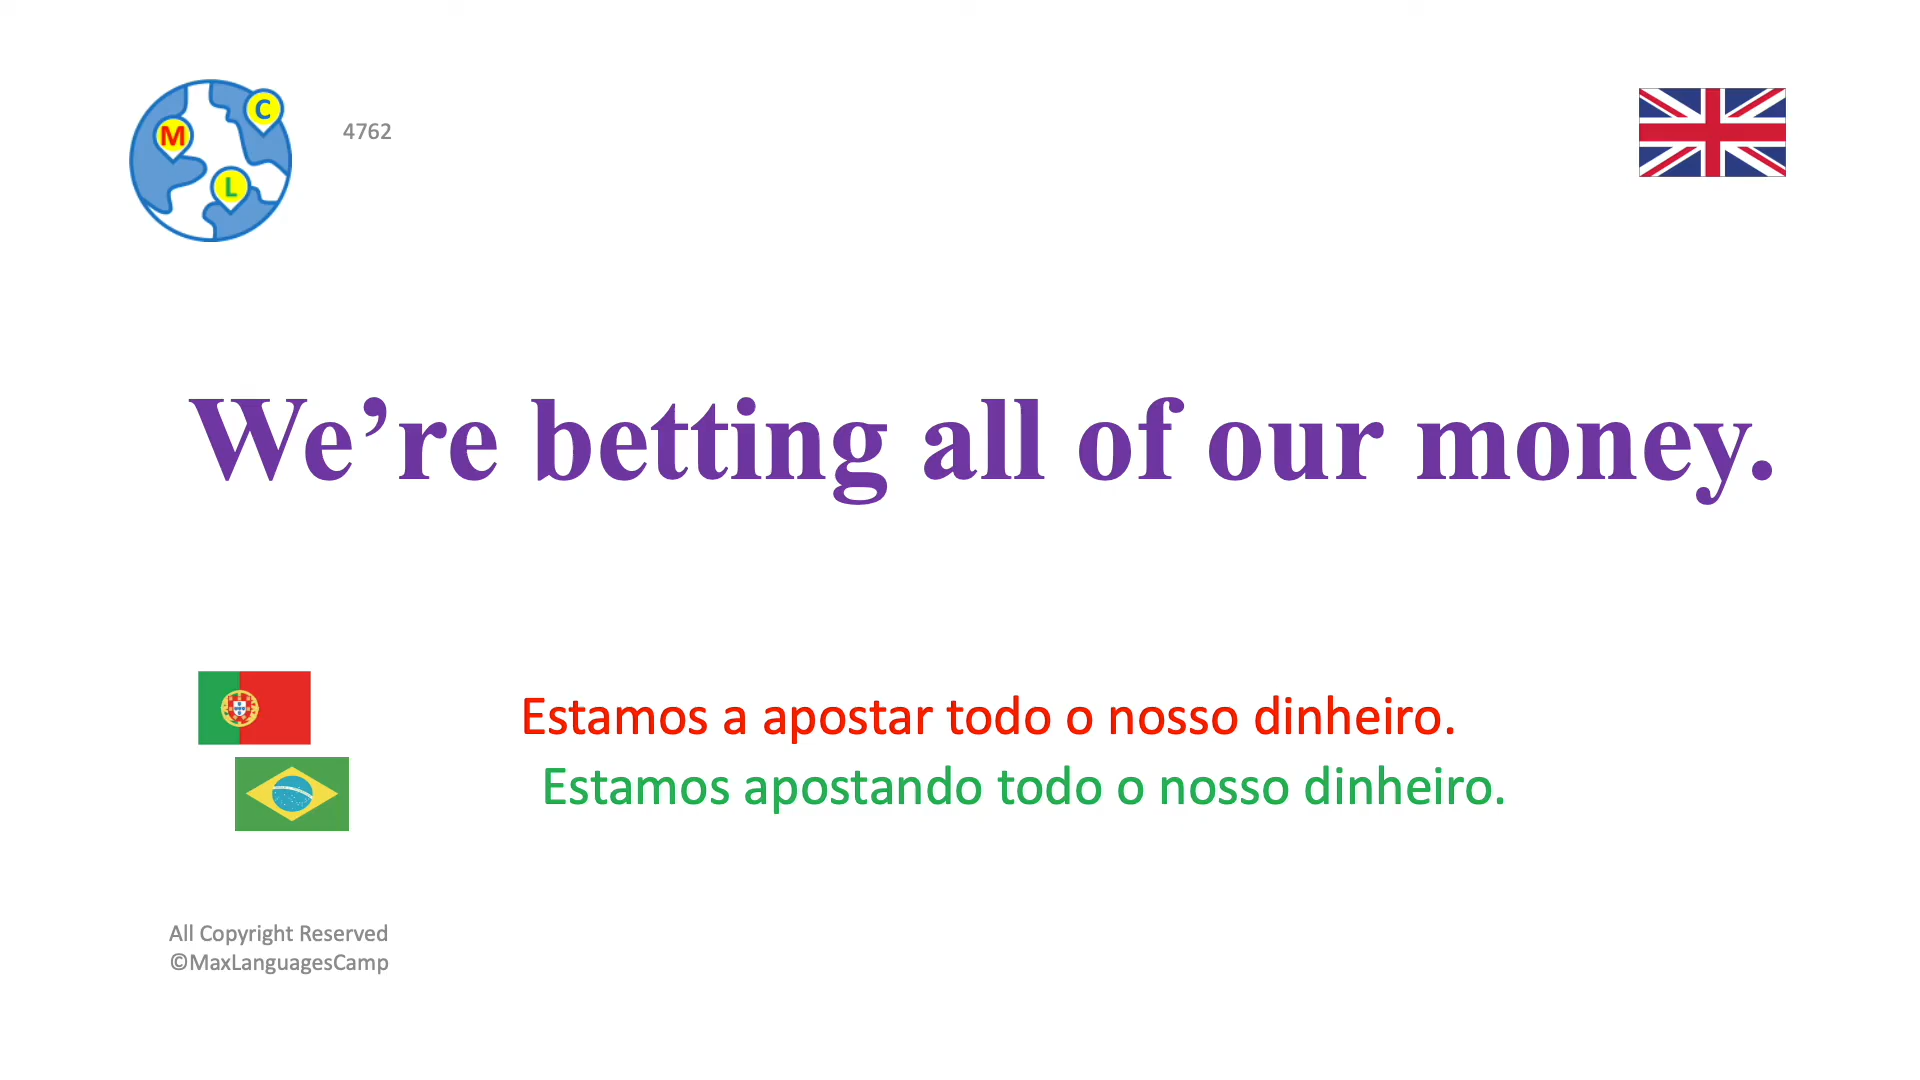 M
C
L
4762
We’re betting all of our money.
Estamos a apostar todo o nosso dinheiro.
Estamos apostando todo o nosso dinheiro.
All Copyright Reserved
©MaxLanguagesCamp